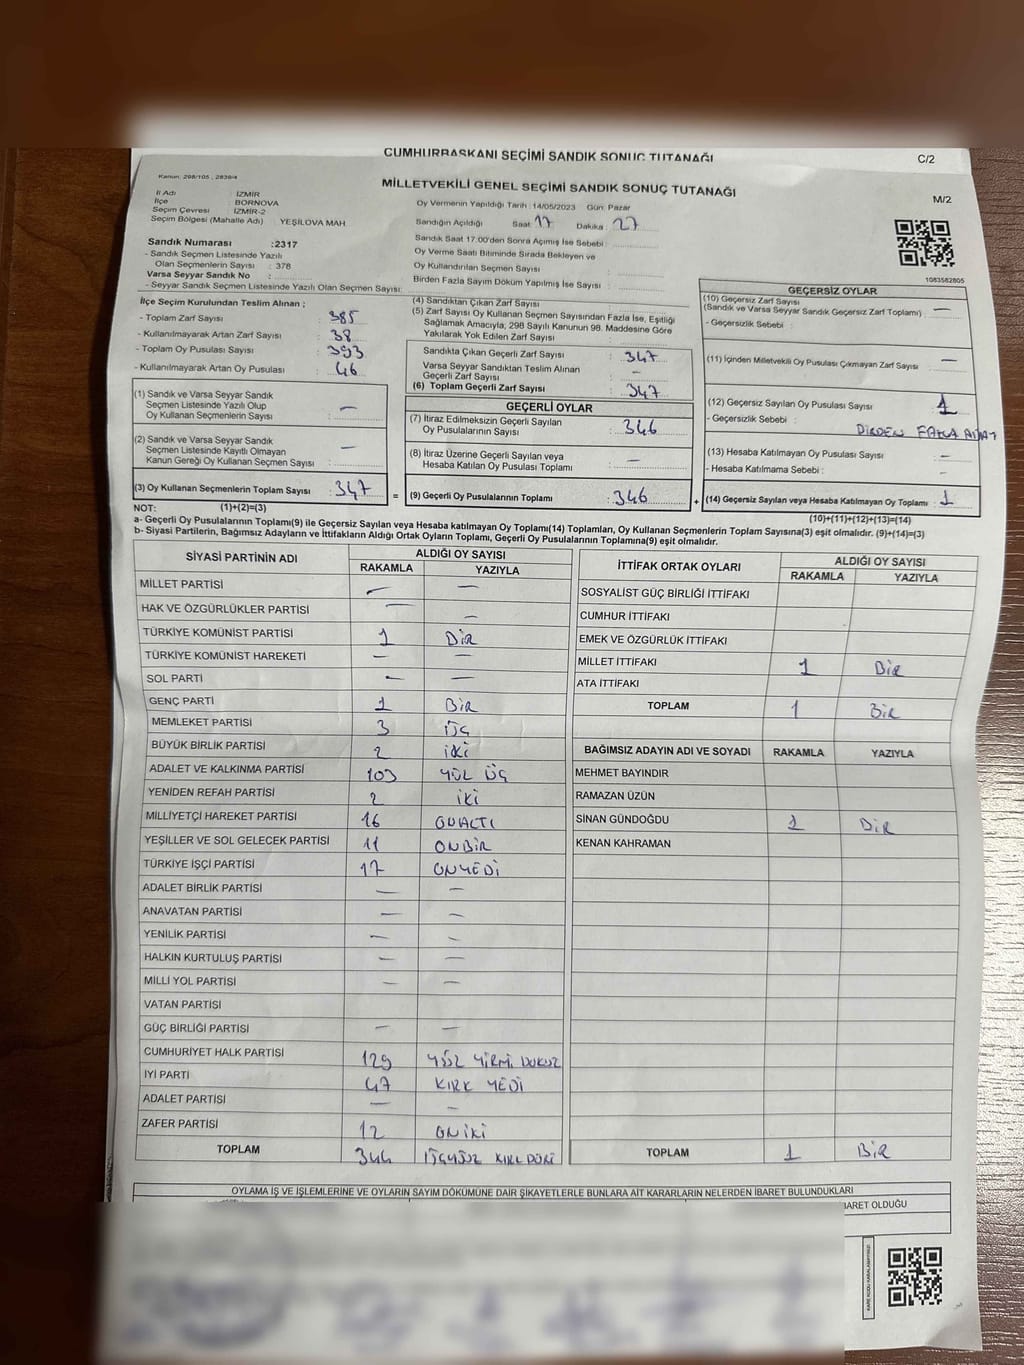 CUMHURBAŞKANI SEÇİMİ SANDIK SONUÇ TUTANAĞI
C/2
Kanun: 298/105 , 2839/4
MİLLETVEKİLİ GENEL SEÇİMİ SANDIK SONUÇ TUTANAĞI
M/2
İl Adı : İZMİR
İlçe : BORNOVA
Seçim Çevresi : İZMİR-2
Seçim Bölgesi (Mahalle Adı) : YEŞİLOVA MAH.
Sandık Numarası :2317
- Sandık Seçmen Listesinde Yazılı
Olan Seçmenlerin Sayısı : 378
Varsa Seyyar Sandık No :
- Seyyar Sandık Seçmen Listesinde Yazılı Olan Seçmen Sayısı:
Oy Vermenin Yapıldığı Tarih : 14/05/2023 Gün: Pazar
Sandığın Açıldığı Saat 17 Dakika 27
Sandık Saat 17:00'den Sonra Açımış İse Sebebi :
Oy Verme Saati Bitiminde Sırada Bekleyen ve
Oy Kullandırılan Seçmen Sayısı :
Birden Fazla Sayım Döküm Yapılmış İse Sayısı :
1083582805
İlçe Seçim Kurulundan Teslim Alınan ;
- Toplam Zarf Sayısı : 385
- Kullanılmayarak Artan Zarf Sayısı : 38
- Toplam Oy Pusulası Sayısı : 393
- Kullanılmayarak Artan Oy Pusulası : 46
(1) Sandık ve Varsa Seyyar Sandık
Seçmen Listesinde Yazılı Olup
Oy Kullanan Seçmenlerin Sayısı : —
(2) Sandık ve Varsa Seyyar Sandık
Seçmen Listesinde Kayıtlı Olmayan
Kanun Gereği Oy Kullanan Seçmen Sayısı : —
(3) Oy Kullanan Seçmenlerin Toplam Sayısı : 347
(4) Sandıktan Çıkan Zarf Sayısı :
(5) Zarf Sayısı Oy Kullanan Seçmen Sayısından Fazla İse, Eşitliği
Sağlamak Amacıyla, 298 Sayılı Kanunun 98. Maddesine Göre
Yakılarak Yok Edilen Zarf Sayısı :
Sandıkta Çıkan Geçerli Zarf Sayısı : 347
Varsa Seyyar Sandıktan Teslim Alınan
Geçerli Zarf Sayısı : —
(6) Toplam Geçerli Zarf Sayısı : 347
GEÇERLİ OYLAR
(7) İtiraz Edilmeksizin Geçerli Sayılan
Oy Pusulalarının Sayısı : 346
(8) İtiraz Üzerine Geçerli Sayılan veya
Hesaba Katılan Oy Pusulası Toplamı : —
= (9) Geçerli Oy Pusulalarının Toplamı : 346
GEÇERSİZ OYLAR
(10) Geçersiz Zarf Sayısı
(Sandık ve Varsa Seyyar Sandık Geçersiz Zarf Toplamı) : —
- Geçersizlik Sebebi :
(11) İçinden Milletvekili Oy Pusulası Çıkmayan Zarf Sayısı : —
(12) Geçersiz Sayılan Oy Pusulası Sayısı : 1
- Geçersizlik Sebebi : BİRDEN FAZLA
(13) Hesaba Katılmayan Oy Pusulası Sayısı : —
- Hesaba Katılmama Sebebi : -
+ (14) Geçersiz Sayılan veya Hesaba Katılmayan Oy Toplamı : 1
NOT: (1)+(2)=(3)
(10)+(11)+(12)+(13)=(14)
a- Geçerli Oy Pusulalarının Toplamı(9) ile Geçersiz Sayılan veya Hesaba katılmayan Oy Toplamı(14) Toplamları, Oy Kullanan Seçmenlerin Toplam Sayısına(3) eşit olmalıdır. (9)+(14)=(3)
b- Siyasi Partilerin, Bağımsız Adayların ve İttifakların Aldığı Ortak Oyların Toplamı, Geçerli Oy Pusulalarının Toplamına(9) eşit olmalıdır.
SİYASİ PARTİNİN ADI ALDIĞI OY SAYISI
RAKAMLA YAZIYLA
MİLLET PARTİSİ — —
HAK VE ÖZGÜRLÜKLER PARTİSİ — —
TÜRKİYE KOMÜNİST PARTİSİ 1 BİR
TÜRKİYE KOMÜNİST HAREKETİ — —
SOL PARTİ — —
GENÇ PARTİ 1 BİR
MEMLEKET PARTİSİ 3 ÜÇ
BÜYÜK BİRLİK PARTİSİ 2 İKİ
ADALET VE KALKINMA PARTİSİ 103 YÜZ ÜÇ
YENİDEN REFAH PARTİSİ 2 İKİ
MİLLİYETÇİ HAREKET PARTİSİ 16 ONALTI
YEŞİLLER VE SOL GELECEK PARTİSİ 11 ONBİR
TÜRKİYE İŞÇİ PARTİSİ 17 ONYEDİ
ADALET BİRLİK PARTİSİ — —
ANAVATAN PARTİSİ — —
YENİLİK PARTİSİ — —
HALKIN KURTULUŞ PARTİSİ — —
MİLLİ YOL PARTİSİ — —
VATAN PARTİSİ
GÜÇ BİRLİĞİ PARTİSİ — —
CUMHURİYET HALK PARTİSİ 129 YÜZ YİRMİ DOKUZ
İYİ PARTİ 47 KIRK YEDİ
ADALET PARTİSİ — —
ZAFER PARTİSİ 12 ONİKİ
TOPLAM 344 ÜÇYÜZ KIRK DÖRT
İTTİFAK ORTAK OYLARI ALDIĞI OY SAYISI
RAKAMLA YAZIYLA
SOSYALİST GÜÇ BİRLİĞİ İTTİFAKI
CUMHUR İTTİFAKI
EMEK VE ÖZGÜRLÜK İTTİFAKI
MİLLET İTTİFAKI 1 BİR
ATA İTTİFAKI
TOPLAM 1 BİR
BAĞIMSIZ ADAYIN ADI VE SOYADI RAKAMLA YAZIYLA
MEHMET BAYINDIR
RAMAZAN ÜZÜN
SİNAN GÜNDOĞDU 1 BİR
KENAN KAHRAMAN
TOPLAM 1 BİR
OYLAMA İŞ VE İŞLEMLERİNE VE OYLARIN SAYIM DÖKÜMÜNE DAİR ŞİKAYETLERLE BUNLARA AİT KARARLARIN NELERDEN İBARET BULUNDUKLARI
İBARET OLDUĞU
KARE KODU KARALAMAYINIZ!